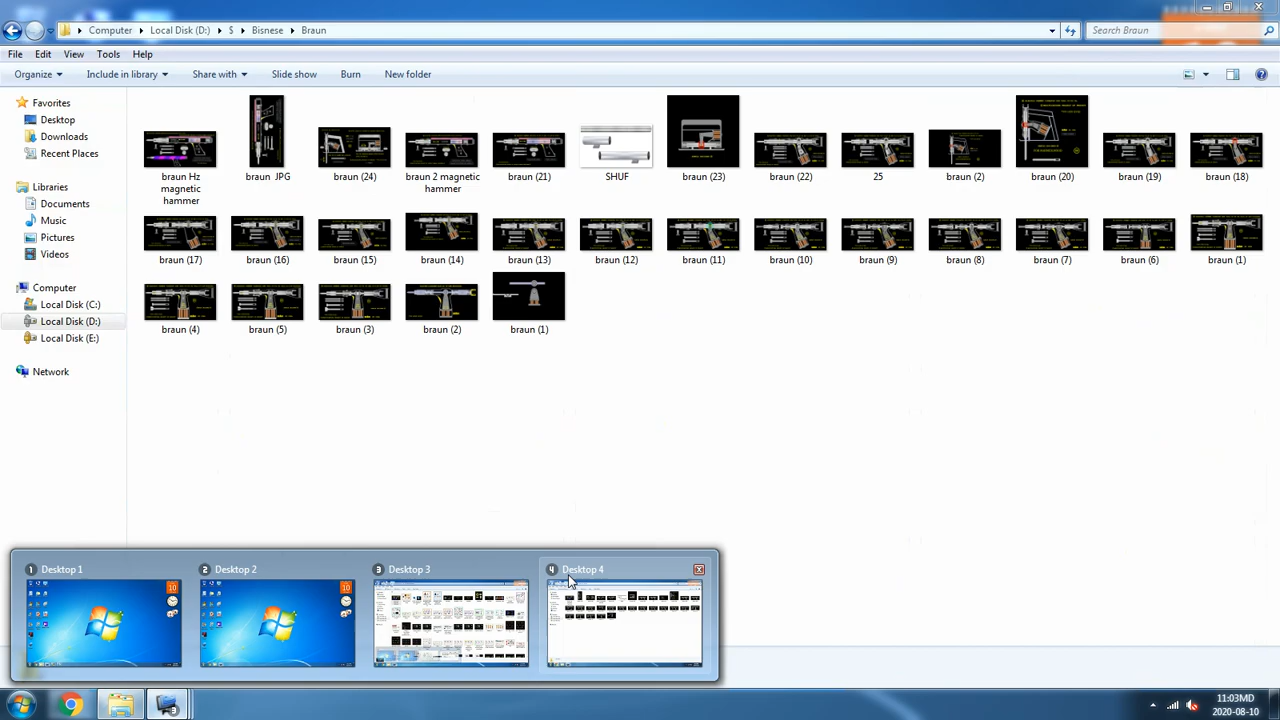 Computer Local Disk (D:) $ Bisnese Braun
Search Braun
File Edit View Tools Help
Organize Include in library Share with Slide show Burn New folder
Favorites
Desktop
Downloads
Recent Places
Libraries
Documents
Music
Pictures
Videos
Computer
Local Disk (C:)
Local Disk (D:)
Local Disk (E:)
Network
braun Hz
magnetic
hammer
braun JPG
braun (24)
braun 2 magnetic
hammer
braun (21)
SHUF
braun (23)
braun (22)
25
braun (2)
braun (20)
braun (19)
braun (18)
braun (17)
braun (16)
braun (15)
braun (14)
braun (13)
braun (12)
braun (11)
braun (10)
braun (9)
braun (8)
braun (7)
braun (6)
braun (1)
braun (4)
braun (5)
braun (3)
braun (2)
braun (1)
1 Desktop 1
2 Desktop 2
3 Desktop 3
4 Desktop 4
10
10
3
11:03MD
2020-08-10